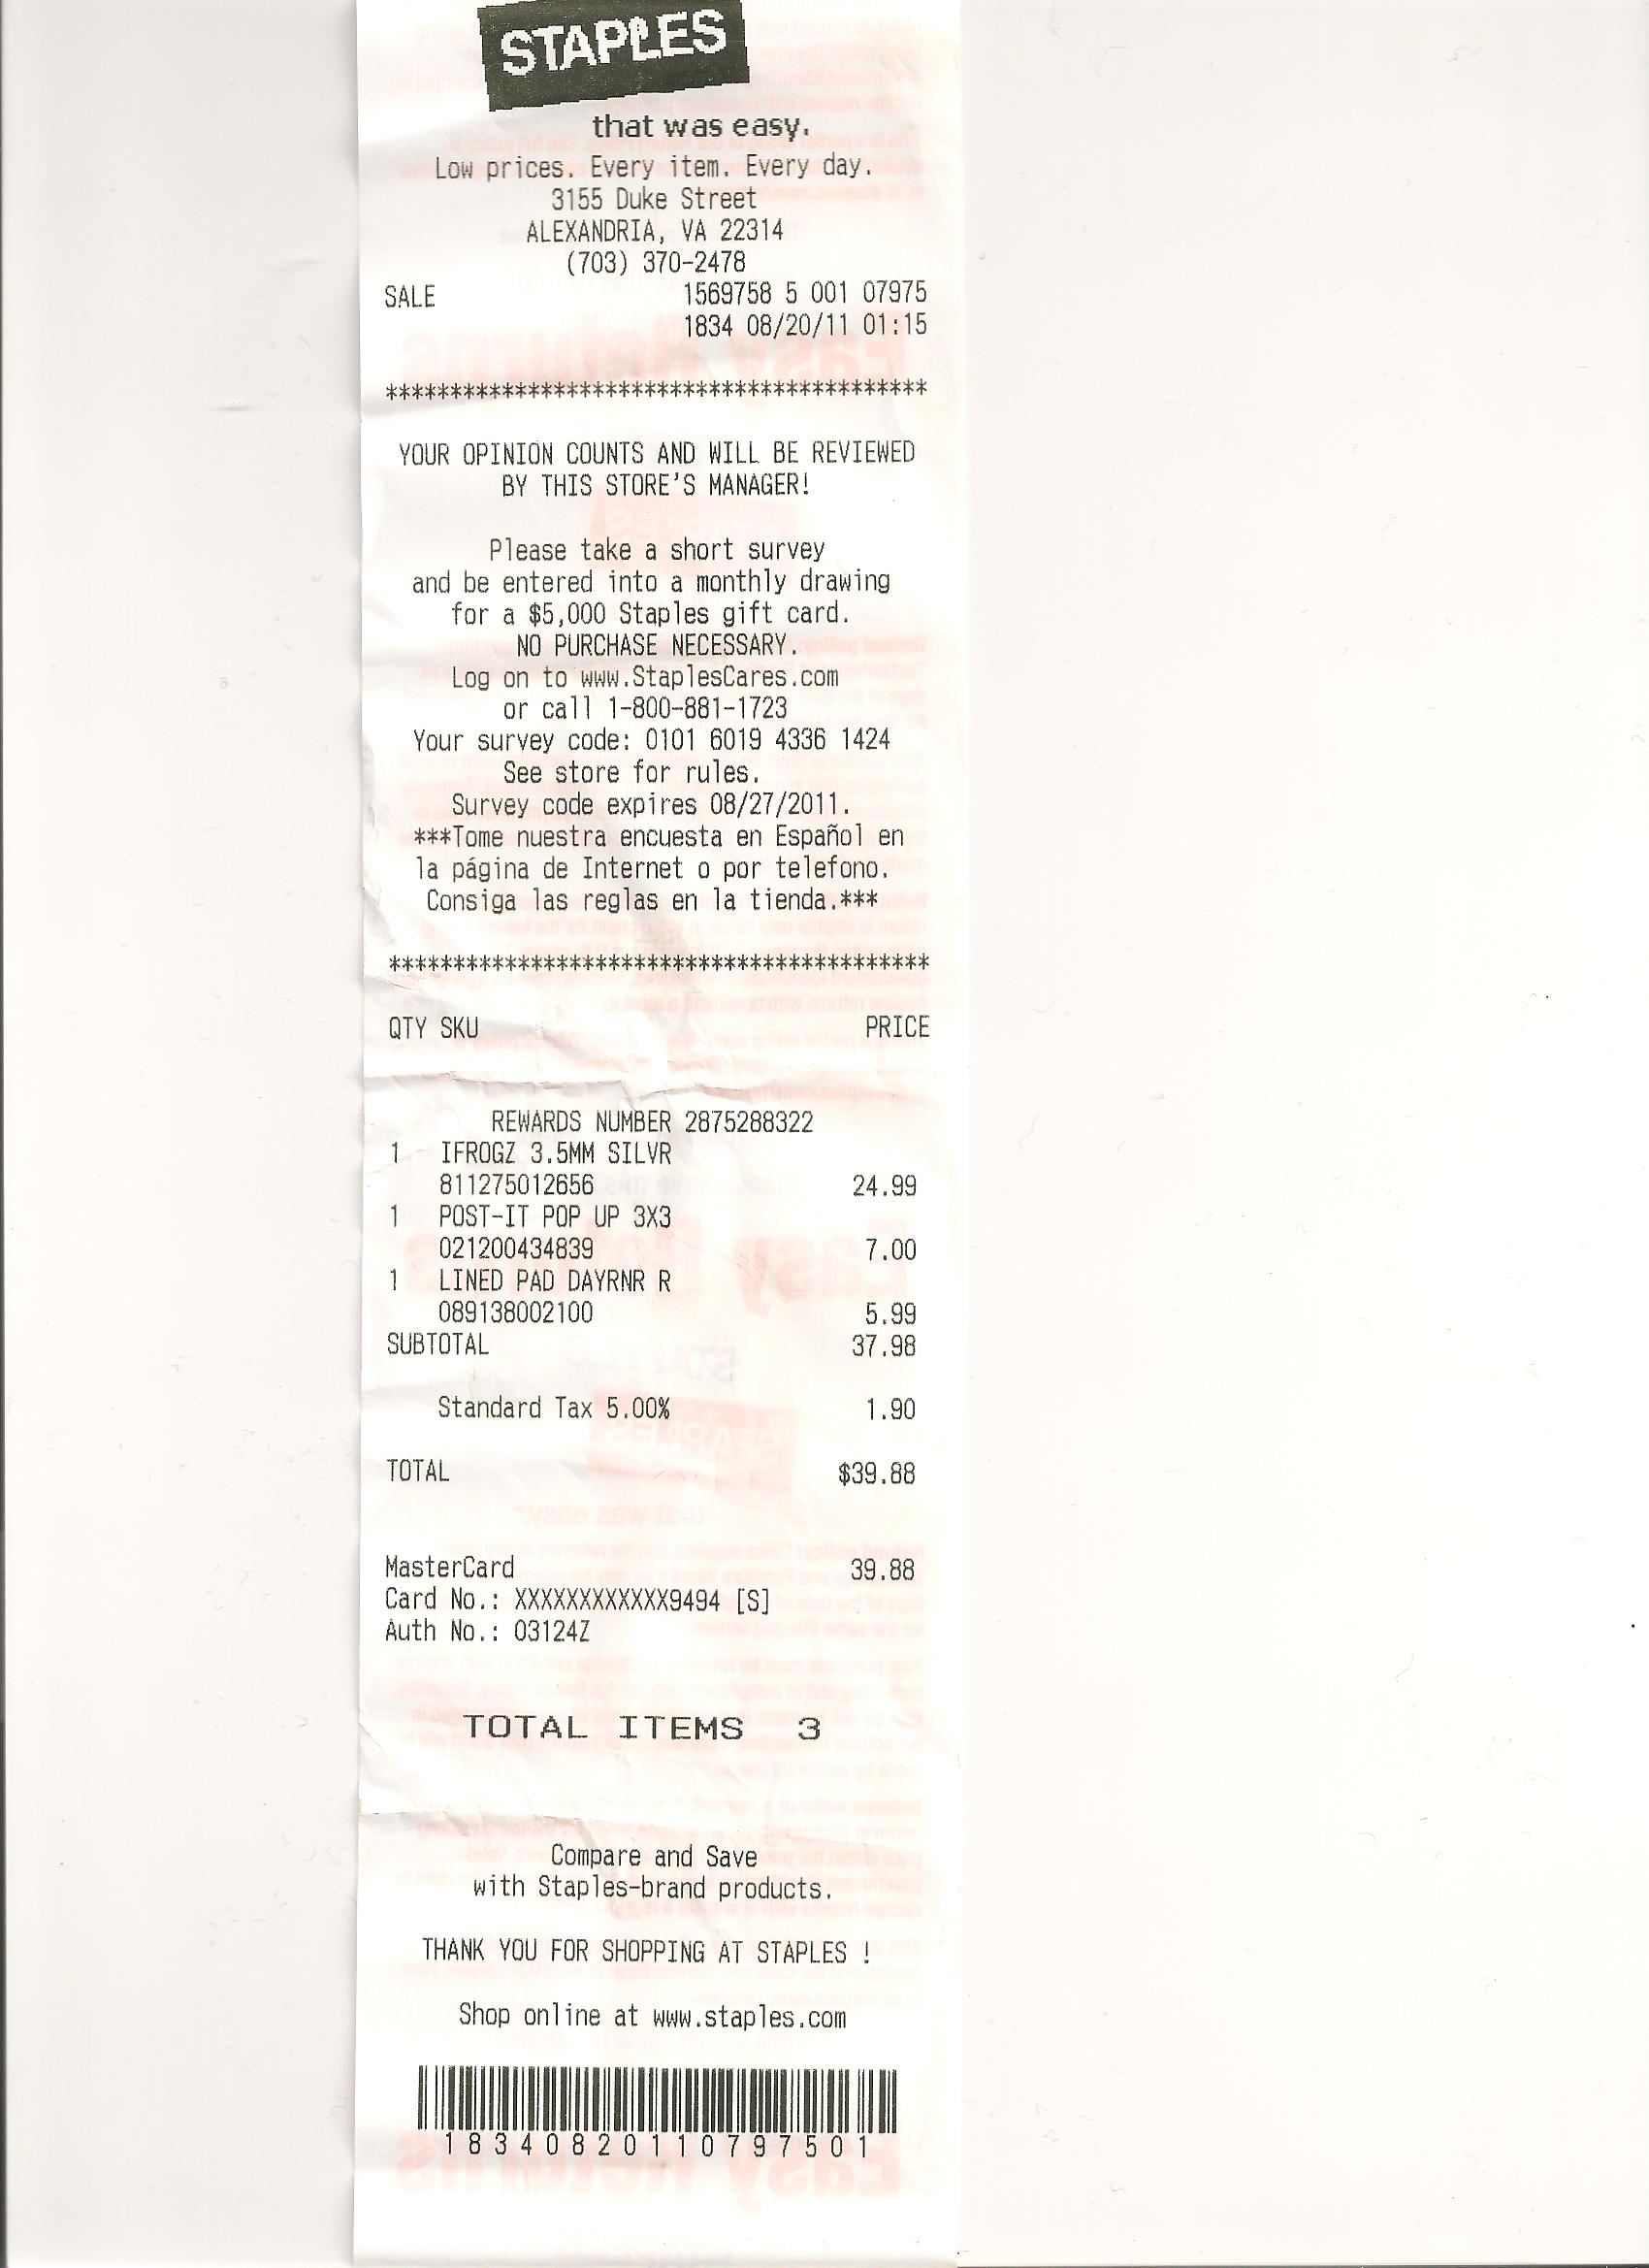 STAPLES
that was easy.
Low prices. Every item. Every day.
3155 Duke Street
ALEXANDRIA, VA 22314
(703) 370-2478
SALE 1569758 5 001 07975
1834 08/20/11 01:15
******************************************
YOUR OPINION COUNTS AND WILL BE REVIEWED
BY THIS STORE'S MANAGER!
Please take a short survey
and be entered into a monthly drawing
for a $5,000 Staples gift card.
NO PURCHASE NECESSARY.
Log on to www.StaplesCares.com
or call 1-800-881-1723
Your survey code: 0101 6019 4336 1424
See store for rules.
Survey code expires 08/27/2011.
***Tome nuestra encuesta en Español en
la página de Internet o por telefono.
Consiga las reglas en la tienda.***
******************************************
QTY SKU PRICE
REWARDS NUMBER 2875288322
1 IFROGZ 3.5MM SILVR
811275012656 24.99
1 POST-IT POP UP 3X3
021200434839 7.00
1 LINED PAD DAYRNR R
089138002100 5.99
SUBTOTAL 37.98
Standard Tax 5.00% 1.90
TOTAL $39.88
MasterCard 39.88
Card No.: XXXXXXXXXXXX9494 [S]
Auth No.: 03124Z
TOTAL ITEMS 3
Compare and Save
with Staples-brand products.
THANK YOU FOR SHOPPING AT STAPLES !
Shop online at www.staples.com
18340820110797501